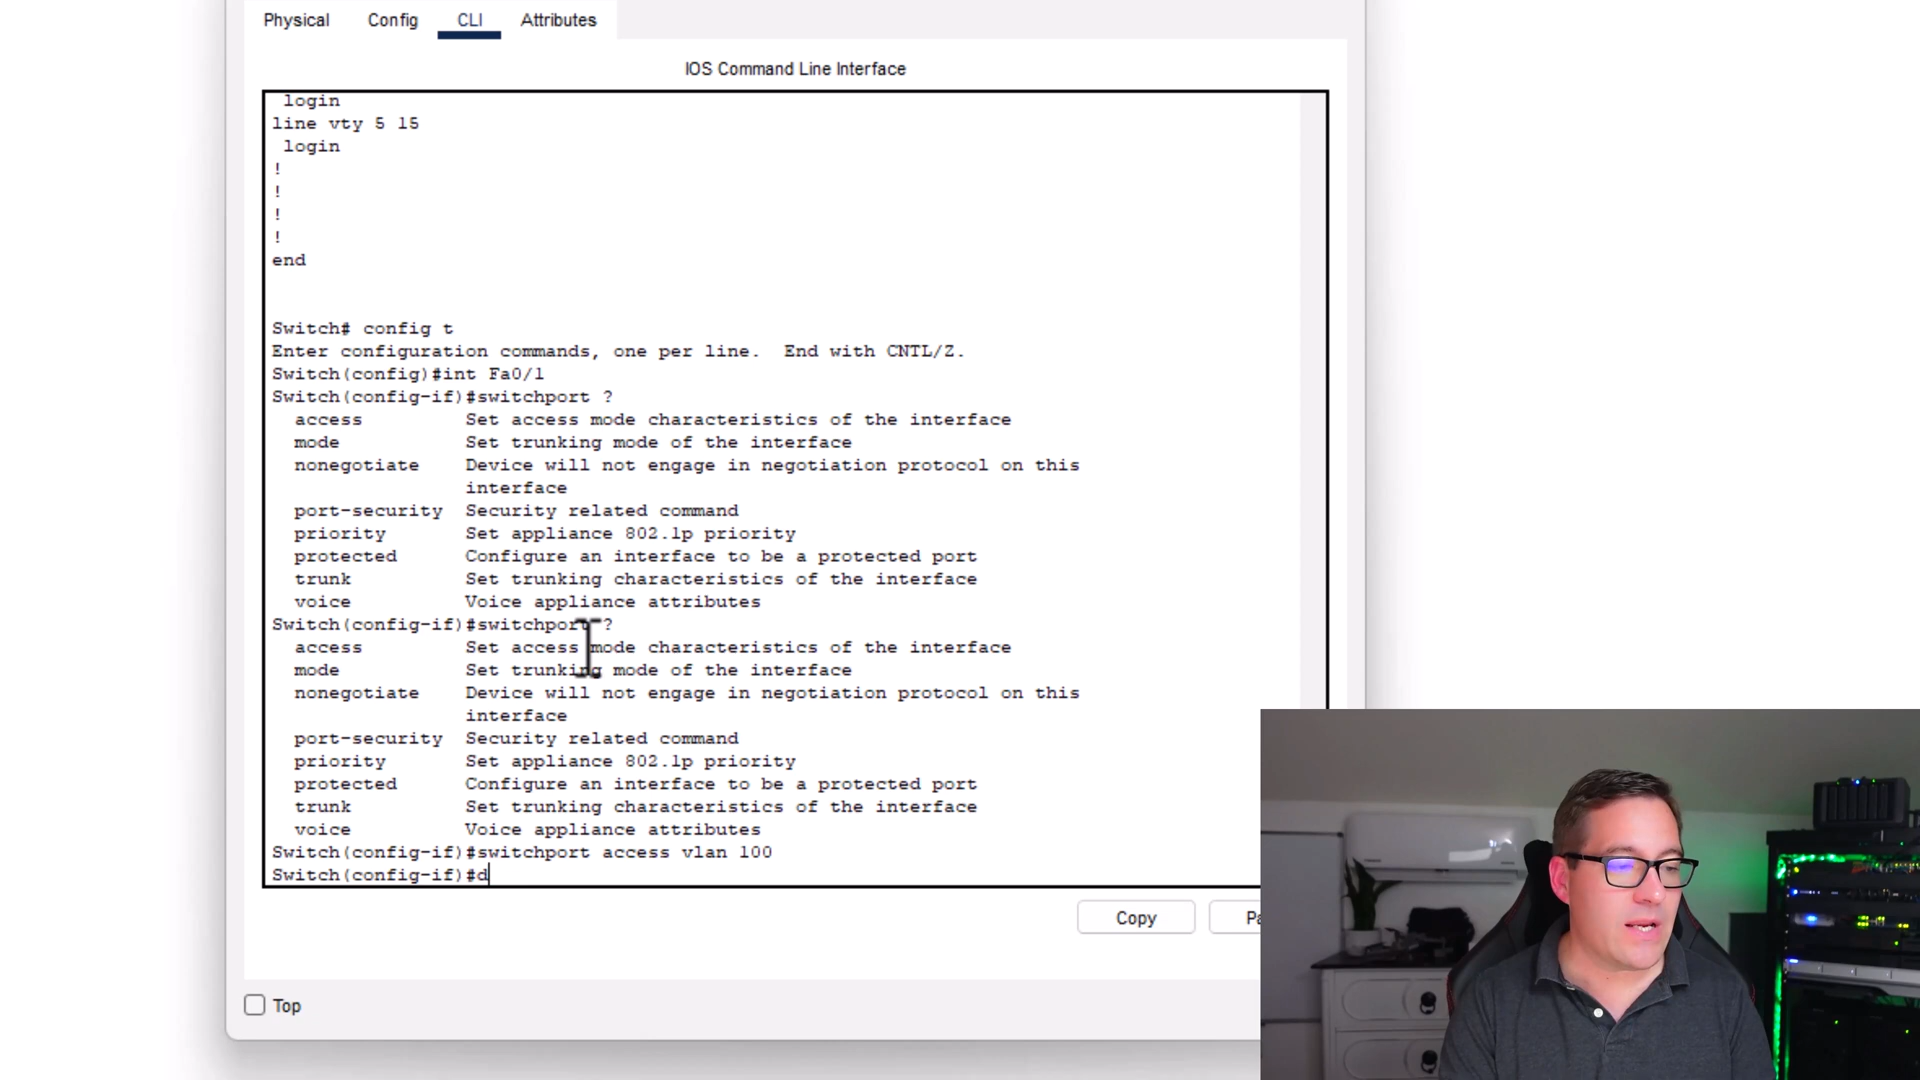 Physical Config CLI Attributes
IOS Command Line Interface
login
line vty 5 15
login
!
!
!
!
end
Switch# config t
Enter configuration commands, one per line.  End with CNTL/Z.
Switch(config)#int Fa0/1
Switch(config-if)#switchport ?
access Set access mode characteristics of the interface
mode Set trunking mode of the interface
nonegotiate Device will not engage in negotiation protocol on this
interface
port-security Security related command
priority Set appliance 802.1p priority
protected Configure an interface to be a protected port
trunk Set trunking characteristics of the interface
voice Voice appliance attributes
Switch(config-if)#switchport ?
access Set access mode characteristics of the interface
mode Set trunking mode of the interface
nonegotiate Device will not engage in negotiation protocol on this
interface
port-security Security related command
priority Set appliance 802.1p priority
protected Configure an interface to be a protected port
trunk Set trunking characteristics of the interface
voice Voice appliance attributes
Switch(config-if)#switchport access vlan 100
Switch(config-if)#d
Copy
Top